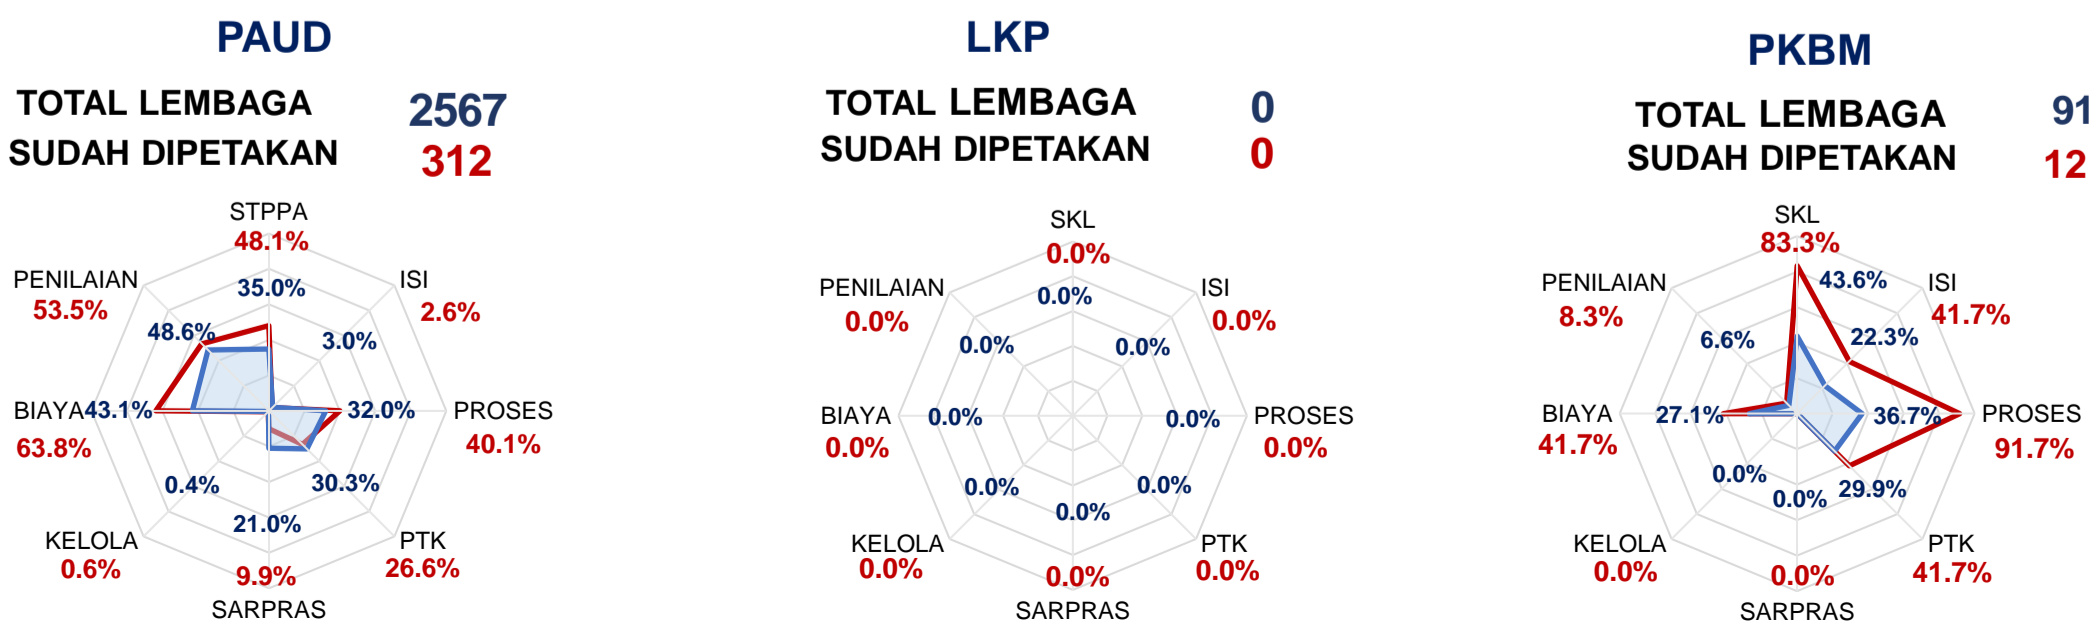 PAUD
TOTAL LEMBAGA 2567
SUDAH DIPETAKAN 312
STPPA
48.1%
PENILAIAN
53.5%
35.0%
ISI
2.6%
48.6%
3.0%
BIAYA
43.1%
63.8%
32.0%
PROSES
40.1%
0.4%
30.3%
21.0%
KELOLA
0.6%
PTK
26.6%
9.9%
SARPRAS
LKP
TOTAL LEMBAGA 0
SUDAH DIPETAKAN 0
SKL
0.0%
PENILAIAN
0.0%
0.0%
ISI
0.0%
0.0%
0.0%
BIAYA
0.0%
0.0%
0.0%
PROSES
0.0%
0.0%
0.0%
0.0%
KELOLA
0.0%
PTK
0.0%
0.0%
SARPRAS
PKBM
TOTAL LEMBAGA 91
SUDAH DIPETAKAN 12
SKL
83.3%
PENILAIAN
8.3%
43.6%
ISI
41.7%
6.6%
22.3%
BIAYA
41.7%
27.1%
36.7%
PROSES
91.7%
0.0%
29.9%
0.0%
KELOLA
0.0%
PTK
41.7%
0.0%
SARPRAS